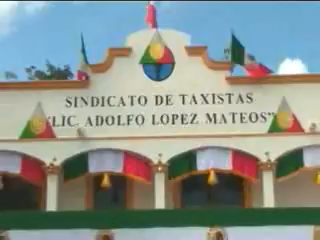 SINDICATO DE TAXISTAS
"LIC. ADOLFO LOPEZ MATEOS"